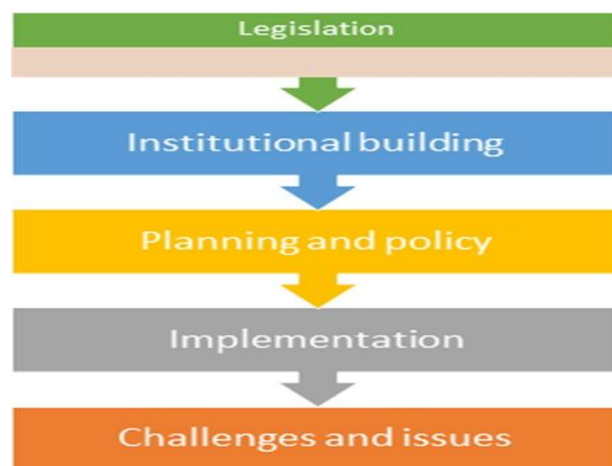 Legislation
Institutional building
Planning and policy
Implementation
Challenges and issues